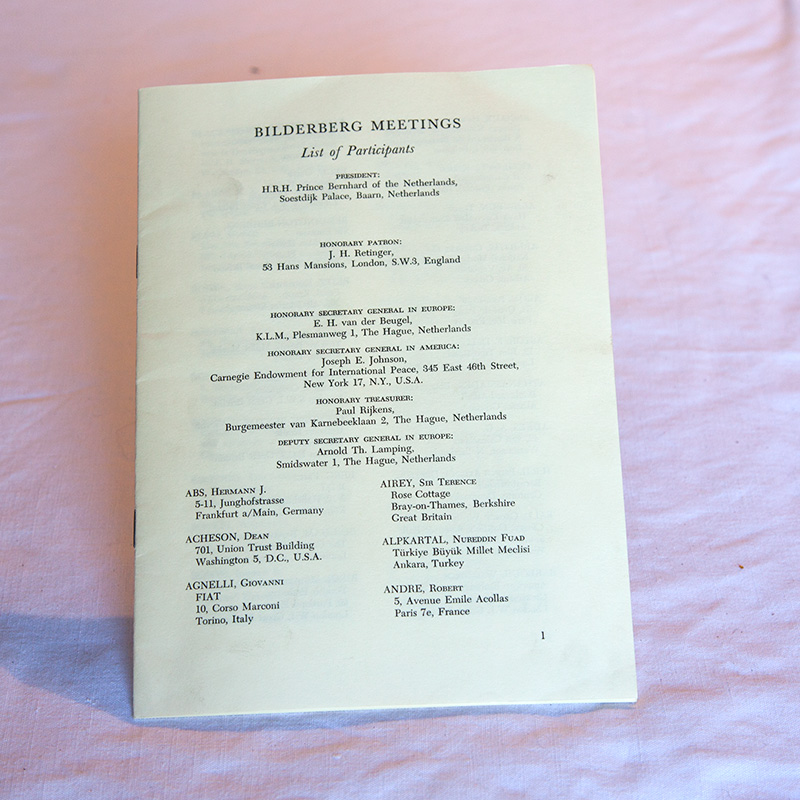 BILDERBERG MEETINGS
List of Participants
PRESIDENT:
H.R.H. Prince Bernhard of the Netherlands,
Soestdijk Palace, Baarn, Netherlands
HONORARY PATRON:
J. H. Retinger,
53 Hans Mansions, London, S.W.3, England
HONORARY SECRETARY GENERAL IN EUROPE:
E. H. van der Beugel,
K.L.M., Plesmanweg 1, The Hague, Netherlands
HONORARY SECRETARY GENERAL IN AMERICA:
Joseph E. Johnson,
Carnegie Endowment for International Peace, 345 East 46th Street,
New York 17, N.Y., U.S.A.
HONORARY TREASURER:
Paul Rijkens,
Burgemeester van Karnebeeklaan 2, The Hague, Netherlands
DEPUTY SECRETARY GENERAL IN EUROPE:
Arnold Th. Lamping,
Smidswater 1, The Hague, Netherlands
ABS, HERMANN J.
5-11, Junghofstrasse
Frankfurt a/Main, Germany
ACHESON, DEAN
701, Union Trust Building
Washington 5, D.C., U.S.A.
AGNELLI, GIOVANNI
FIAT
10, Corso Marconi
Torino, Italy
AIREY, SIR TERENCE
Rose Cottage
Bray-on-Thames, Berkshire
Great Britain
ALPKARTAL, NUREDDIN FUAD
Türkiye Büyük Millet Meclisi
Ankara, Turkey
ANDRE, ROBERT
5, Avenue Emile Acollas
Paris 7e, France
1